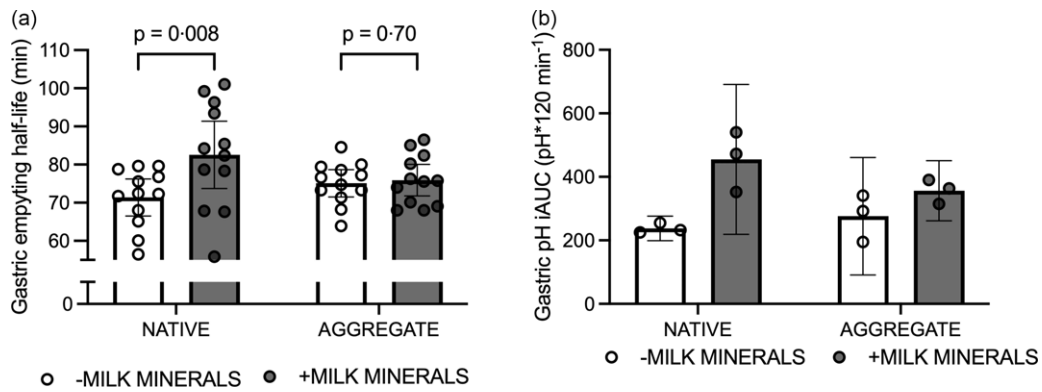 (a)
p = 0·008
p = 0·70
Gastric empyting half-life (min)
110
100
90
80
70
60
0
NATIVE
AGGREGATE
-MILK MINERALS
+MILK MINERALS
(b)
Gastric pH iAUC (pH*120 min⁻¹)
800
600
400
200
0
NATIVE
AGGREGATE
-MILK MINERALS
+MILK MINERALS